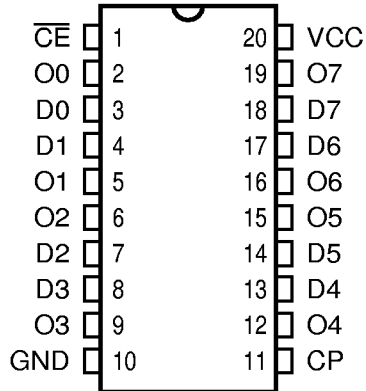 C̅E̅ 1 20 VCC
O0 2 19 O7
D0 3 18 D7
D1 4 17 D6
O1 5 16 O6
O2 6 15 O5
D2 7 14 D5
D3 8 13 D4
O3 9 12 O4
GND 10 11 CP